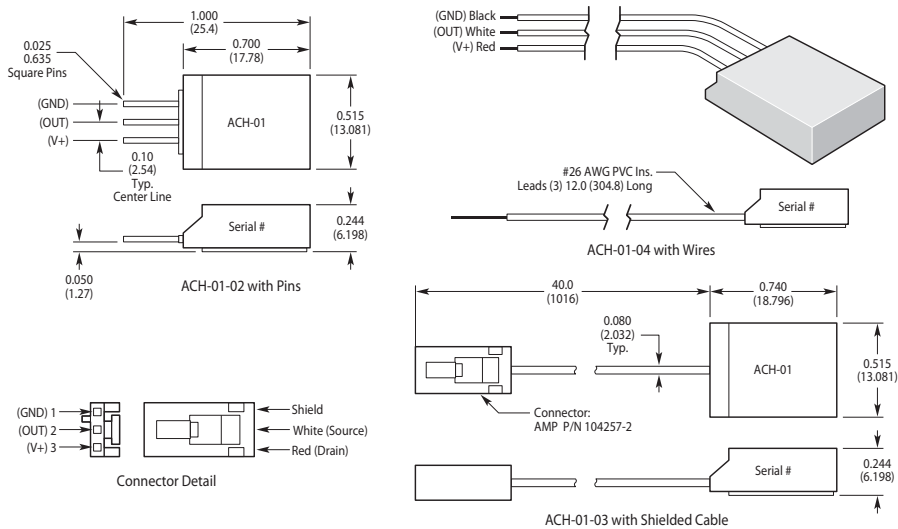 1.000
(25.4)
0.700
(17.78)
0.025
0.635
Square Pins
(GND)
(OUT)
(V+)
ACH-01
0.515
(13.081)
0.10
(2.54)
Typ.
Center Line
Serial #
0.244
(6.198)
0.050
(1.27)
ACH-01-02 with Pins
(GND) Black
(OUT) White
(V+) Red
#26 AWG PVC Ins.
Leads (3) 12.0 (304.8) Long
Serial #
ACH-01-04 with Wires
40.0
(1016)
0.740
(18.796)
0.080
(2.032)
Typ.
ACH-01
0.515
(13.081)
Connector:
AMP P/N 104257-2
Serial #
0.244
(6.198)
ACH-01-03 with Shielded Cable
(GND) 1
(OUT) 2
(V+) 3
Shield
White (Source)
Red (Drain)
Connector Detail